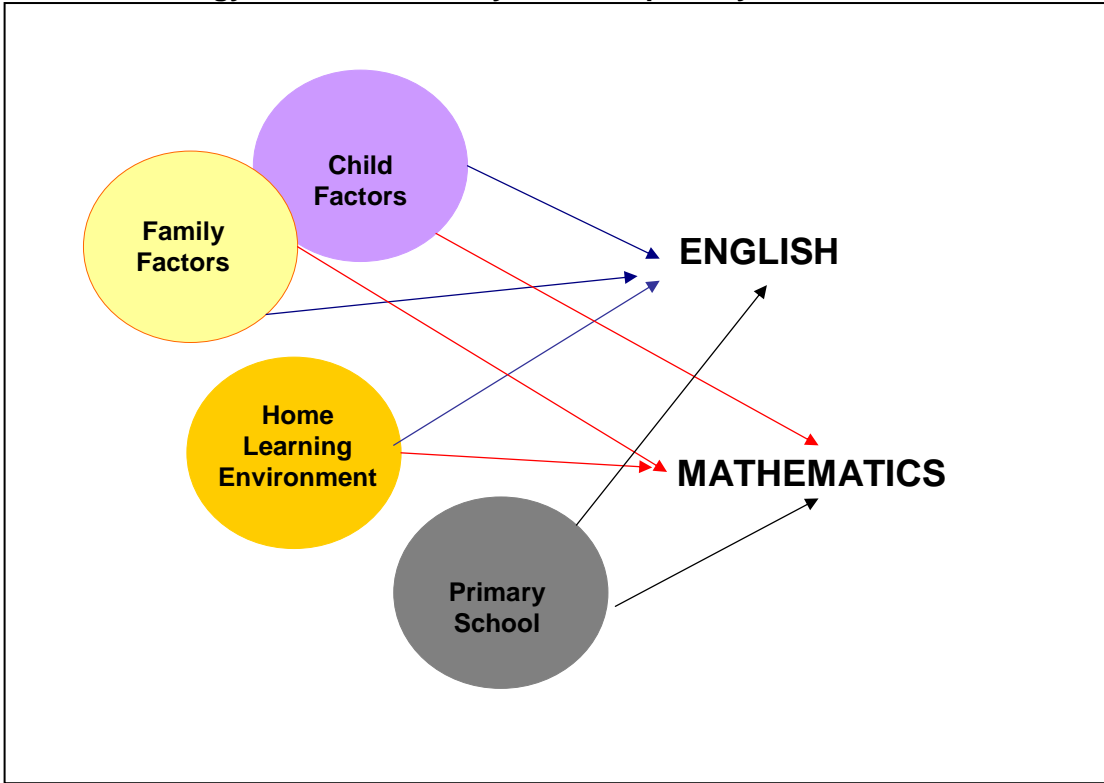 Child
Factors
Family
Factors
ENGLISH
Home
Learning
Environment
MATHEMATICS
Primary
School